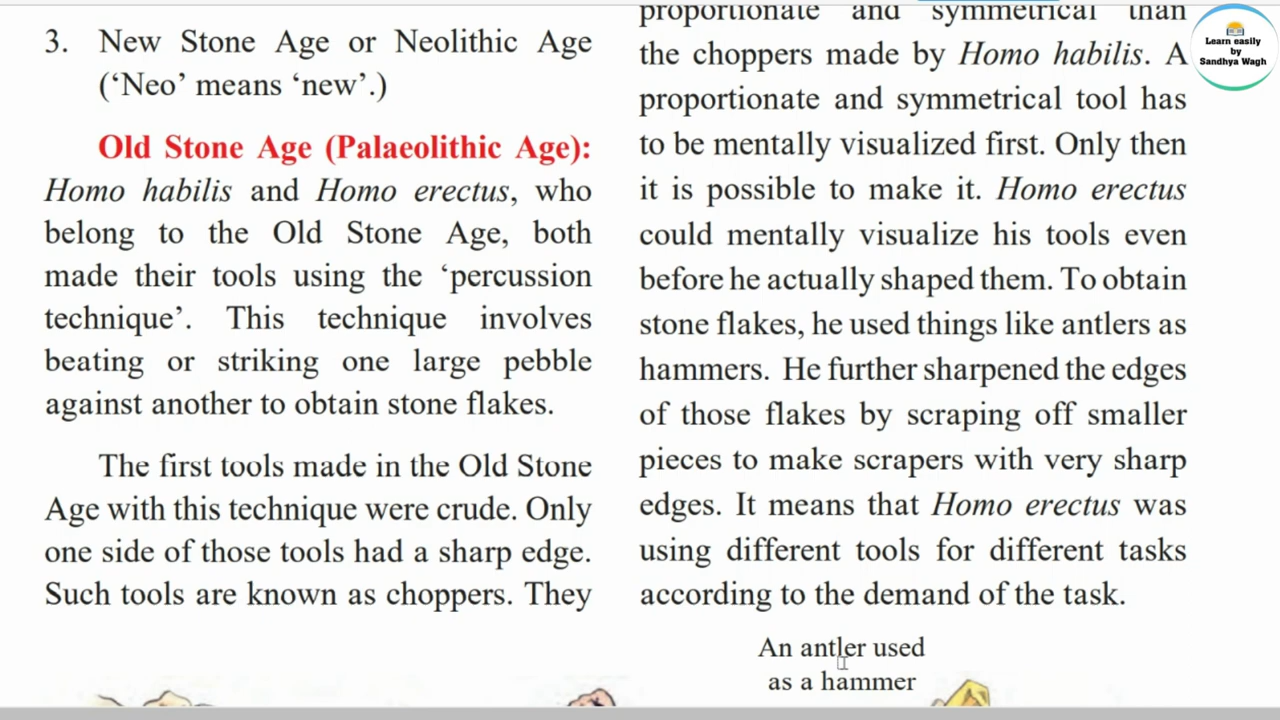 3. New Stone Age or Neolithic Age
(‘Neo’ means ‘new’.)
Old Stone Age (Palaeolithic Age):
Homo habilis and Homo erectus, who
belong to the Old Stone Age, both
made their tools using the ‘percussion
technique’. This technique involves
beating or striking one large pebble
against another to obtain stone flakes.
The first tools made in the Old Stone
Age with this technique were crude. Only
one side of those tools had a sharp edge.
Such tools are known as choppers. They
proportionate and symmetrical than
the choppers made by Homo habilis. A
proportionate and symmetrical tool has
to be mentally visualized first. Only then
it is possible to make it. Homo erectus
could mentally visualize his tools even
before he actually shaped them. To obtain
stone flakes, he used things like antlers as
hammers. He further sharpened the edges
of those flakes by scraping off smaller
pieces to make scrapers with very sharp
edges. It means that Homo erectus was
using different tools for different tasks
according to the demand of the task.
An antler used
as a hammer
Learn easily
by
Sandhya Wagh